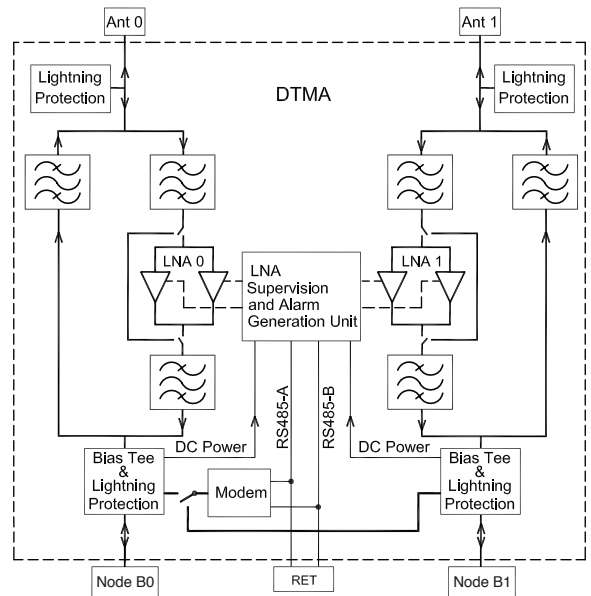 Ant 0
Ant 1
Lightning
Protection
DTMA
Lightning
Protection
LNA 0
LNA
Supervision
and Alarm
Generation Unit
LNA 1
RS485-A
RS485-B
DC Power
DC Power
Bias Tee
&
Lightning
Protection
Modem
Bias Tee
&
Lightning
Protection
Node B0
RET
Node B1